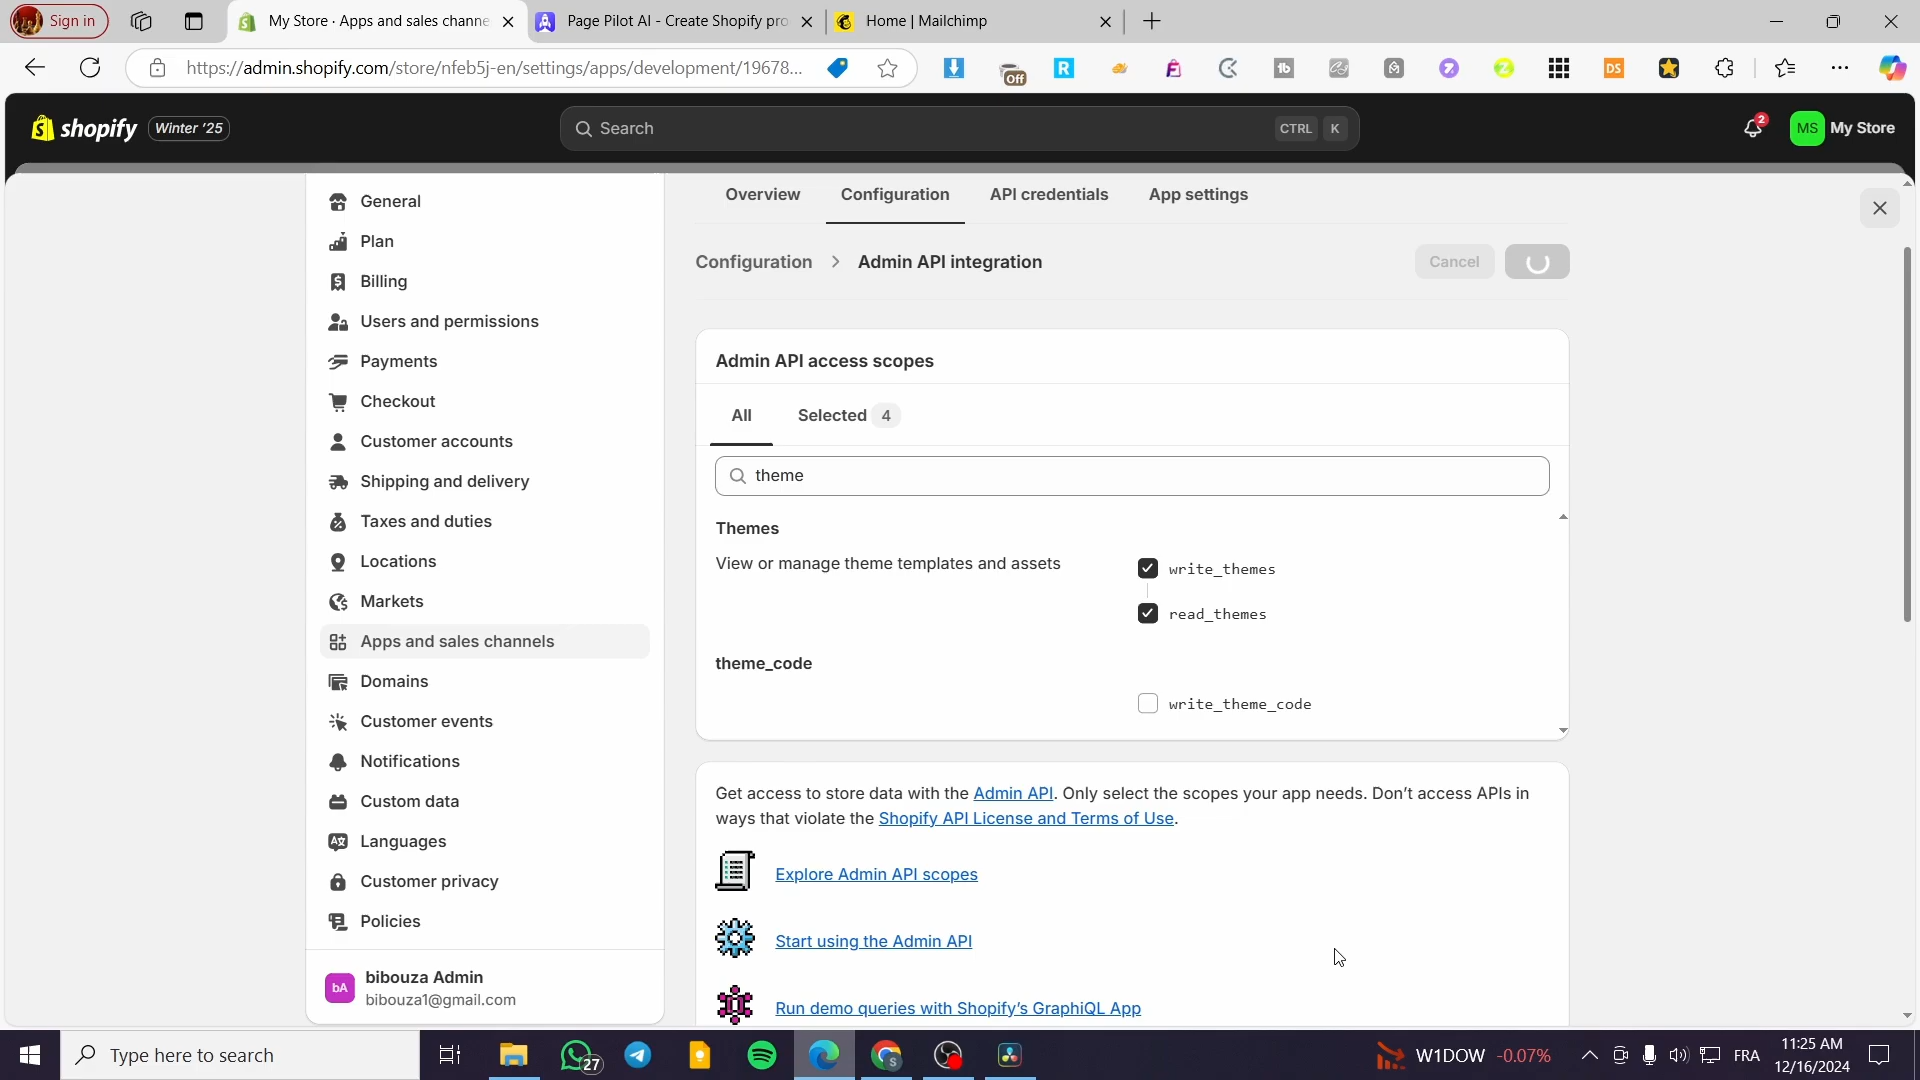 Sign in
My Store · Apps and sales channe
Page Pilot AI - Create Shopify pro
Home | Mailchimp
https://admin.shopify.com/store/nfeb5j-en/settings/apps/development/19678...
Off
R
tb
DS
shopify
Winter '25
Search
CTRL K
2
MS
My Store
General
Plan
Billing
Users and permissions
Payments
Checkout
Customer accounts
Shipping and delivery
Taxes and duties
Locations
Markets
Apps and sales channels
Domains
Customer events
Notifications
Custom data
Languages
Customer privacy
Policies
bA
bibouza Admin
bibouza1@gmail.com
Overview
Configuration
API credentials
App settings
Configuration > Admin API integration
Cancel
Admin API access scopes
All
Selected 4
theme
Themes
View or manage theme templates and assets
write_themes
read_themes
theme_code
write_theme_code
Get access to store data with the Admin API. Only select the scopes your app needs. Don't access APIs in
ways that violate the Shopify API License and Terms of Use.
Explore Admin API scopes
Start using the Admin API
Run demo queries with Shopify's GraphiQL App
Type here to search
27
S
W1DOW -0.07%
FRA
11:25 AM
12/16/2024